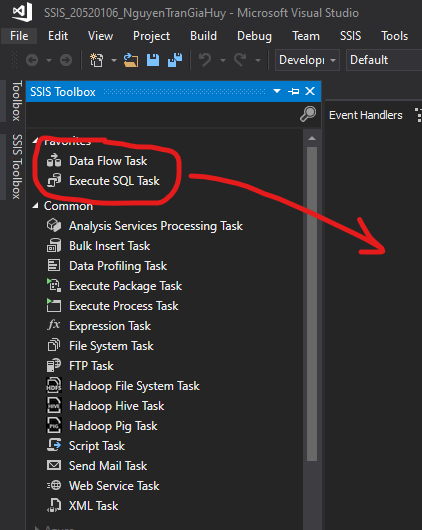 SSIS_20520106_NguyenTranGiaHuy - Microsoft Visual Studio
File Edit View Project Build Debug Team SSIS Tools
Develop Default
Toolbox
SSIS Toolbox
SSIS Toolbox
Event Handlers
Favorites
Data Flow Task
Execute SQL Task
Common
Analysis Services Processing Task
Bulk Insert Task
Data Profiling Task
Execute Package Task
Execute Process Task
Expression Task
File System Task
FTP Task
Hadoop File System Task
Hadoop Hive Task
Hadoop Pig Task
Script Task
Send Mail Task
Web Service Task
XML Task